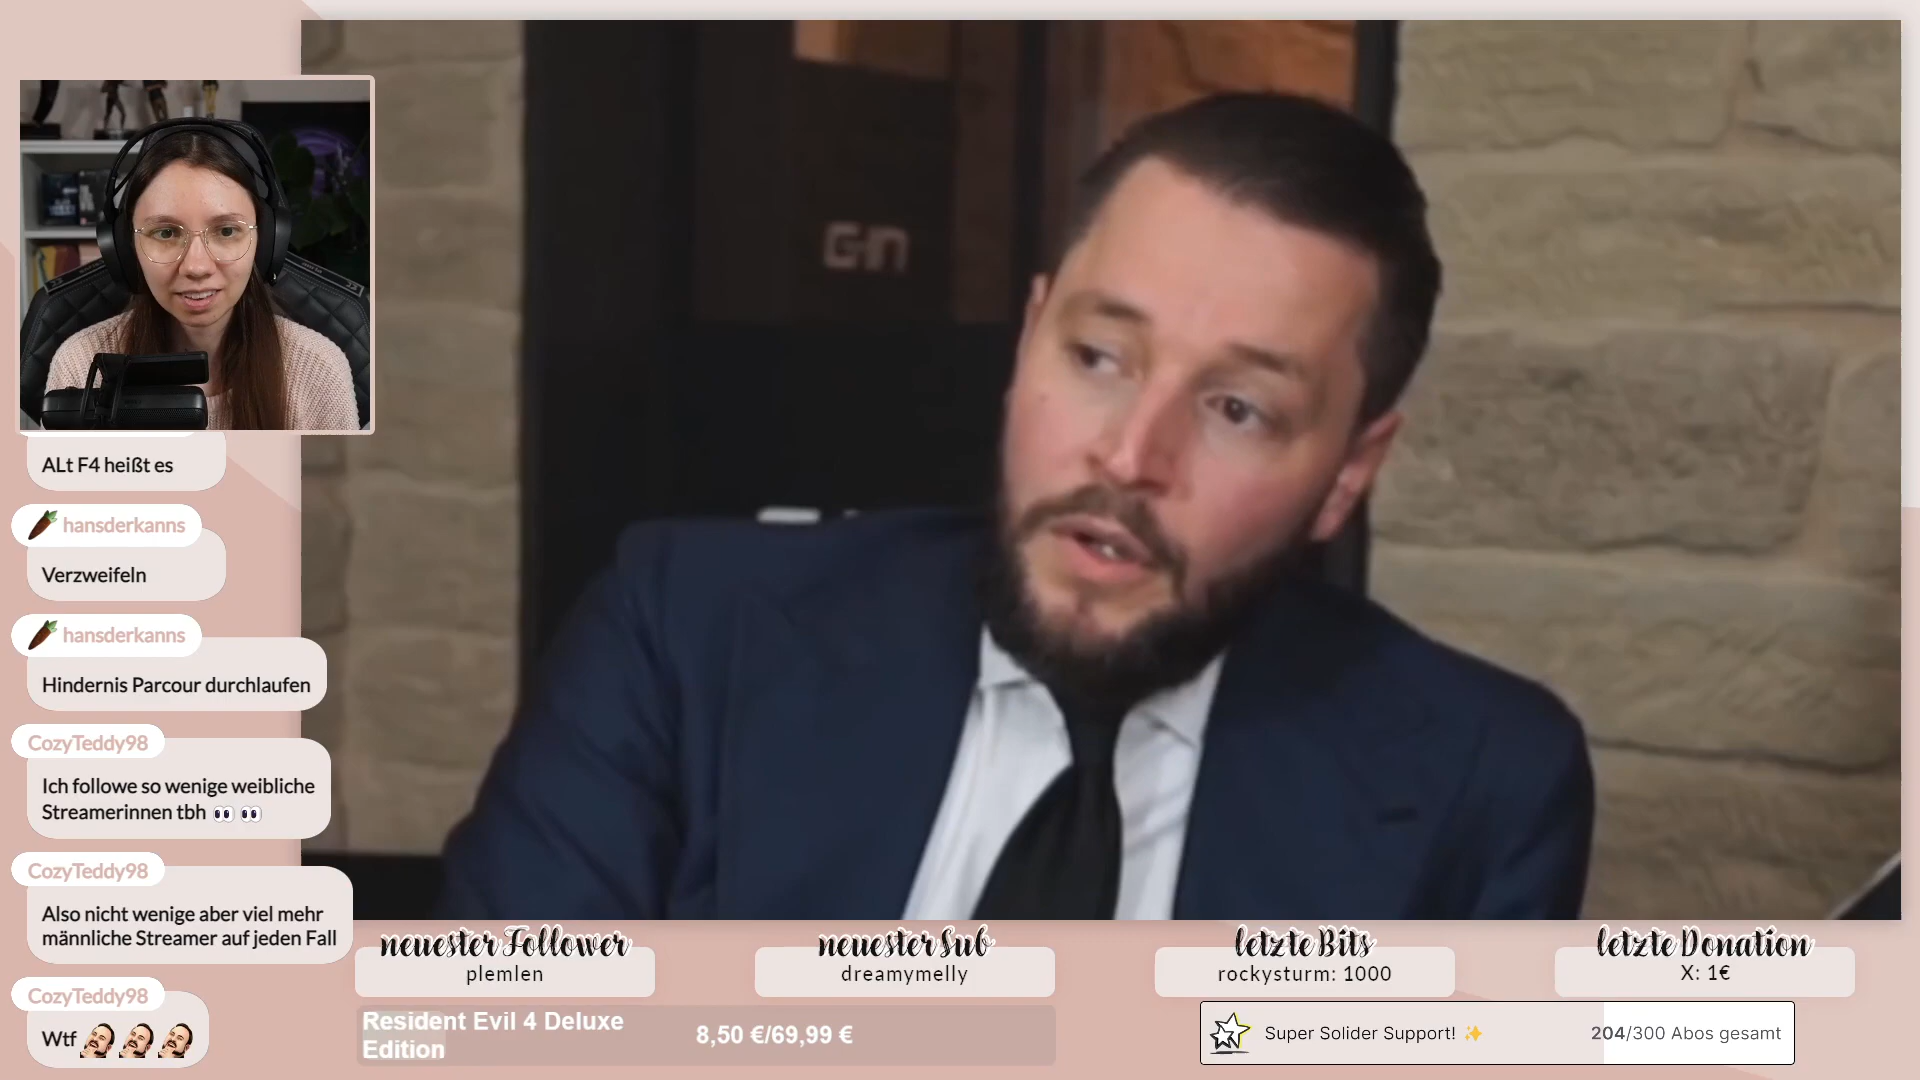 Gin
ALt F4 heißt es
hansderkanns
Verzweifeln
hansderkanns
Hindernis Parcour durchlaufen
CozyTeddy98
Ich followe so wenige weibliche
Streamerinnen tbh 👀 👀
CozyTeddy98
Also nicht wenige aber viel mehr
männliche Streamer auf jeden Fall
CozyTeddy98
Wtf
neuester Follower
plemlen
neuester Sub
dreamymelly
letzte Bits
rockysturm: 1000
letzte Donation
X: 1€
Resident Evil 4 Deluxe
Edition
8,50 €/69,99 €
Super Solider Support! ✨
204/300 Abos gesamt